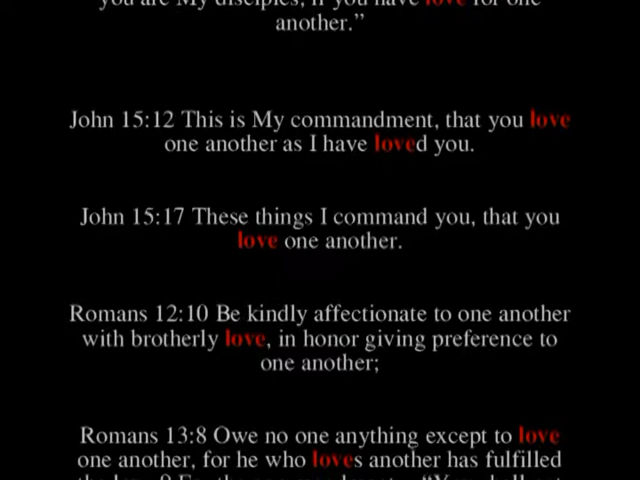 you are My disciples, if you have love for one
another.”
John 15:12 This is My commandment, that you love
one another as I have loved you.
John 15:17 These things I command you, that you
love one another.
Romans 12:10 Be kindly affectionate to one another
with brotherly love, in honor giving preference to
one another;
Romans 13:8 Owe no one anything except to love
one another, for he who loves another has fulfilled